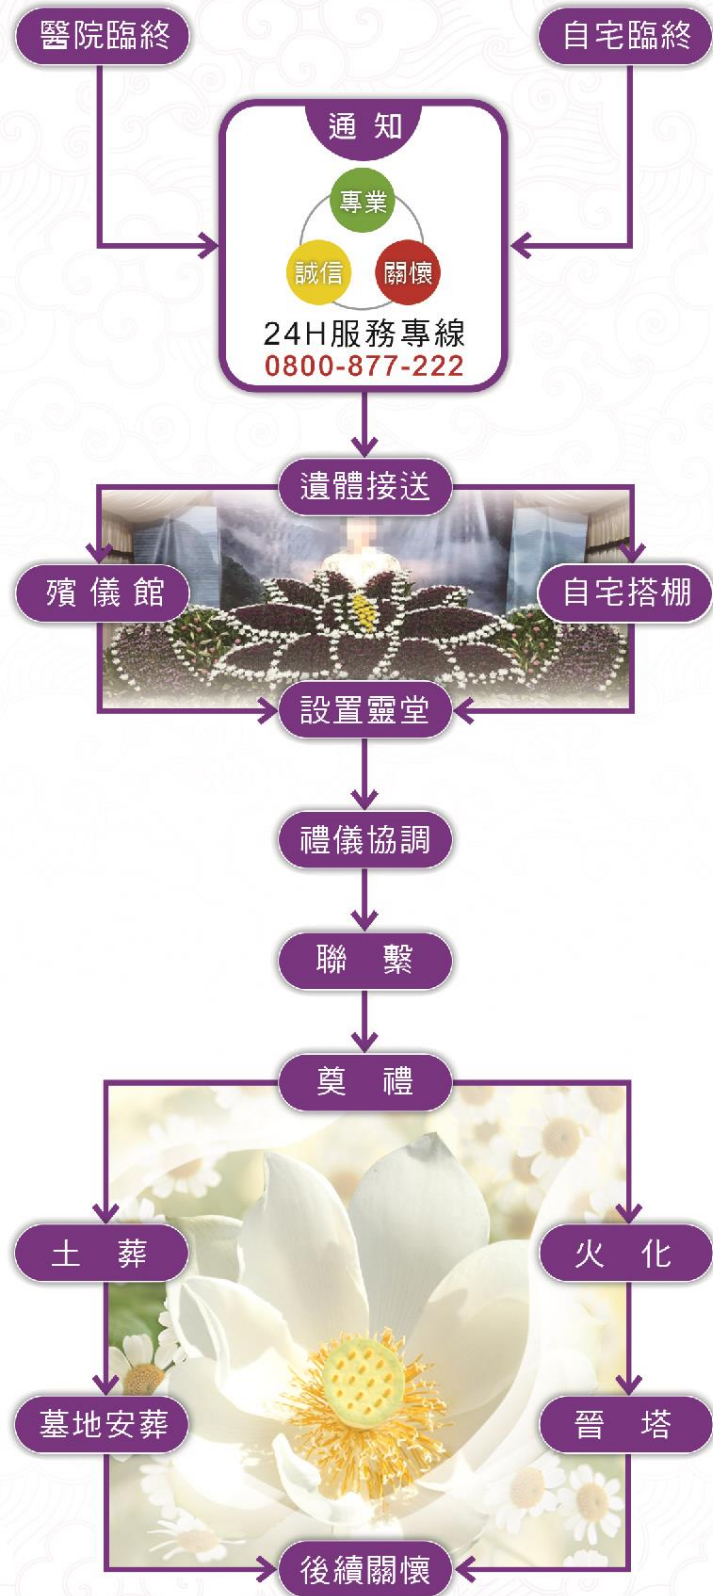 醫院臨終
自宅臨終
通知
專業
誠信
關懷
24H服務專線
0800-877-222
遺體接送
殯儀館
自宅搭棚
設置靈堂
禮儀協調
聯繫
奠禮
土葬
火化
墓地安葬
晉塔
後續關懷